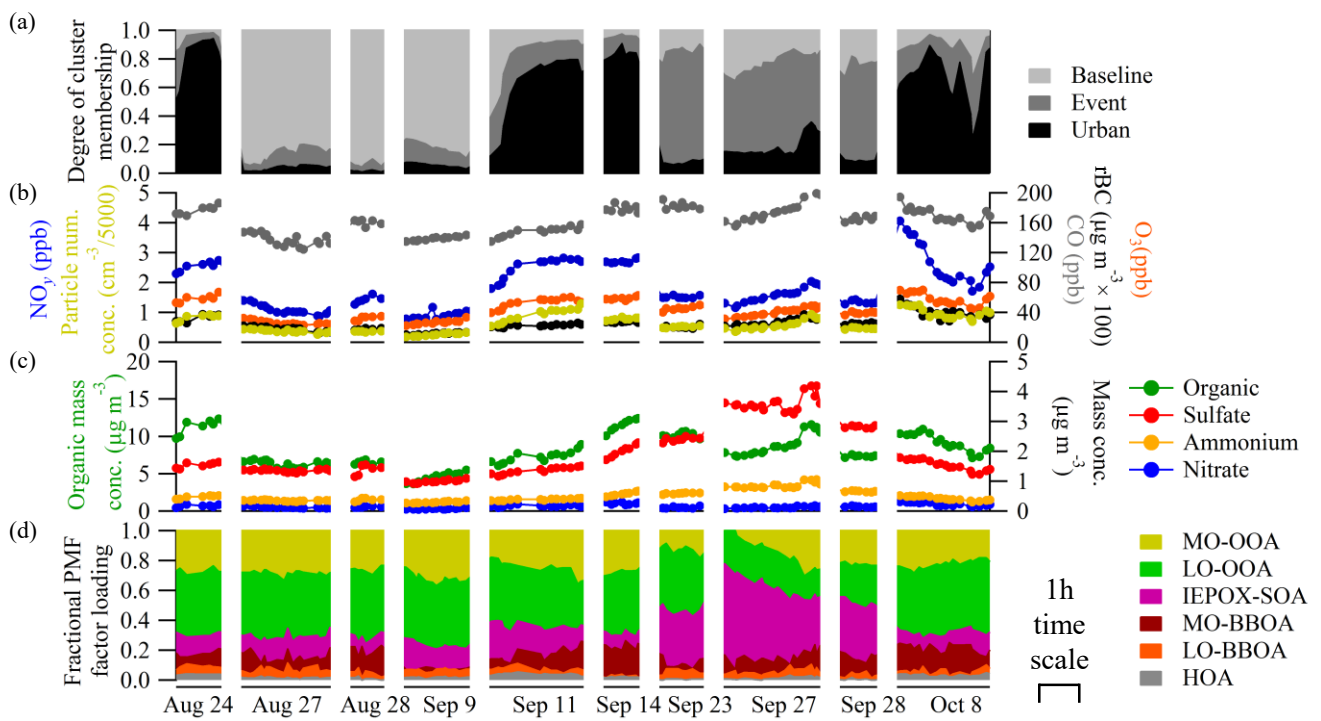 (a)
Degree of cluster
membership
1.0
0.8
0.6
0.4
0.2
0.0
Baseline
Event
Urban
(b)
NOy (ppb)
Particle num.
conc. (cm⁻³/5000)
5
4
3
2
1
0
200
160
120
80
40
0
CO (ppb)
rBC (μg m⁻³ × 100)
O₃(ppb)
(c)
Organic mass
conc. (μg m⁻³)
20
15
10
5
0
5
4
3
2
1
0
Mass conc.
(μg m⁻³)
Organic
Sulfate
Ammonium
Nitrate
(d)
Fractional PMF
factor loading
1.0
0.8
0.6
0.4
0.2
0.0
Aug 24
Aug 27
Aug 28
Sep 9
Sep 11
Sep 14
Sep 23
Sep 27
Sep 28
Oct 8
1h
time
scale
MO-OOA
LO-OOA
IEPOX-SOA
MO-BBOA
LO-BBOA
HOA